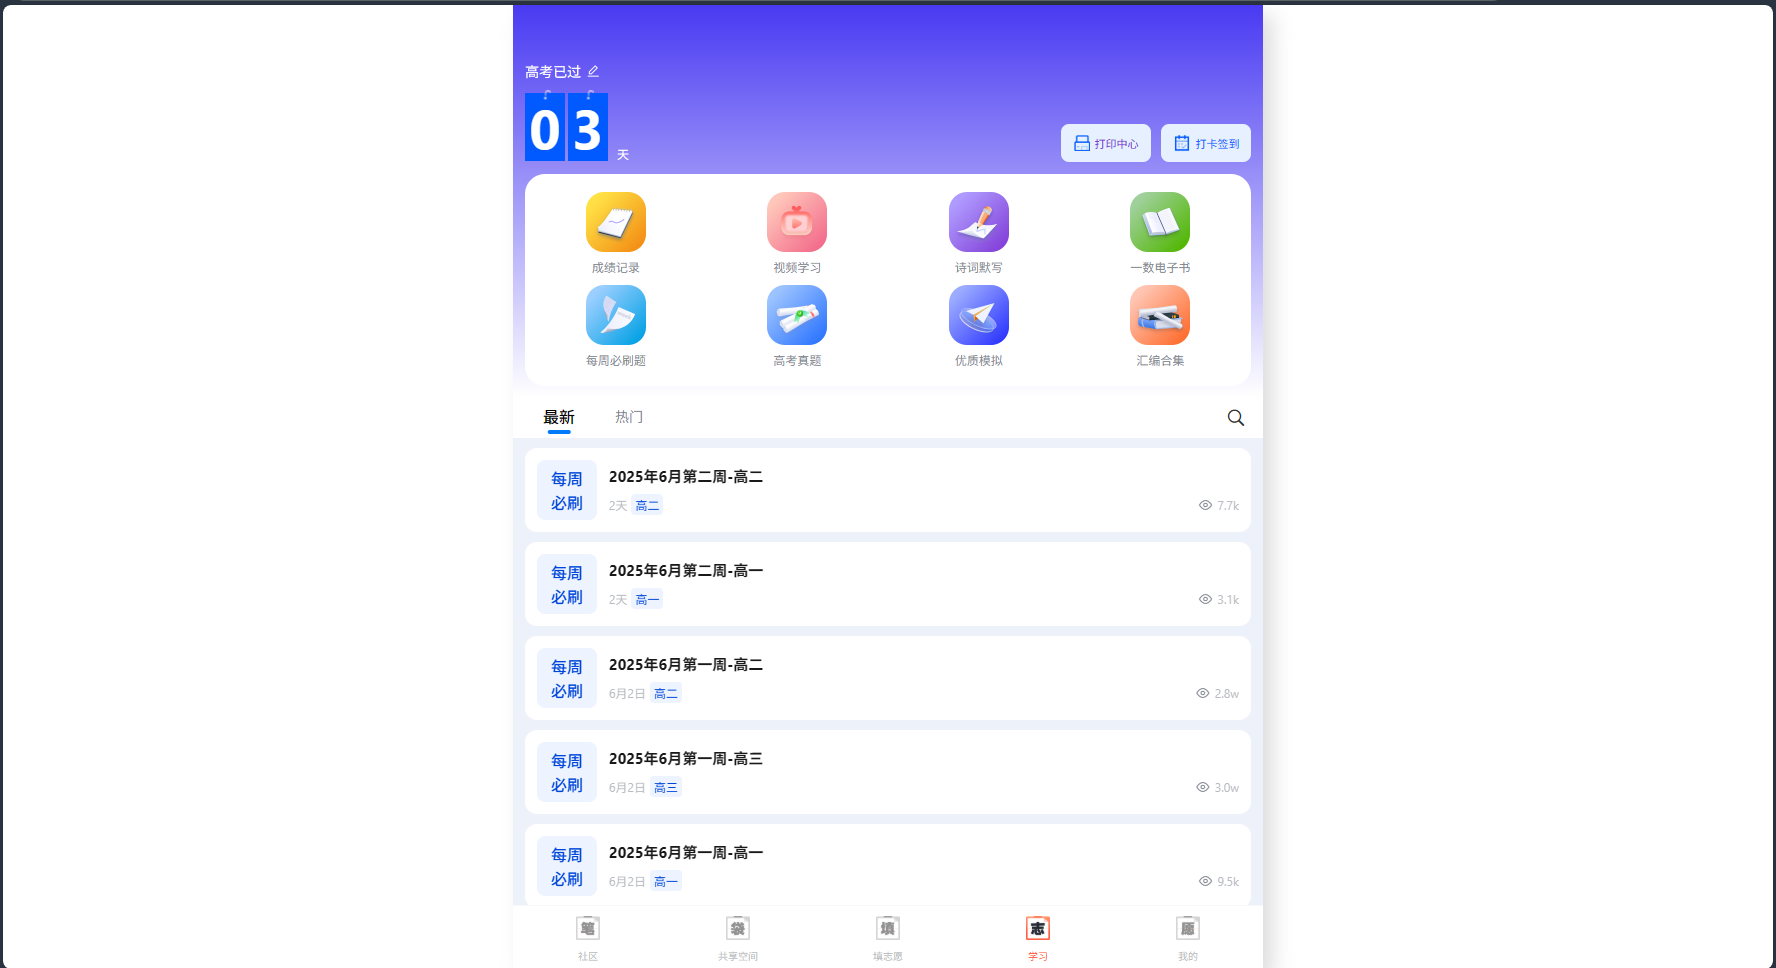 高考已过
03
天
打印中心
打卡签到
成绩记录
视频学习
诗词默写
一数电子书
每周必刷题
高考真题
优质模拟
汇编合集
最新
热门
每周
必刷
2025年6月第二周-高二
2天 高二
7.7k
每周
必刷
2025年6月第二周-高一
2天 高一
3.1k
每周
必刷
2025年6月第一周-高二
6月2日 高二
2.8w
每周
必刷
2025年6月第一周-高三
6月2日 高三
3.0w
每周
必刷
2025年6月第一周-高一
6月2日 高一
9.5k
笔
社区
袋
共享空间
填
填志愿
志
学习
愿
我的